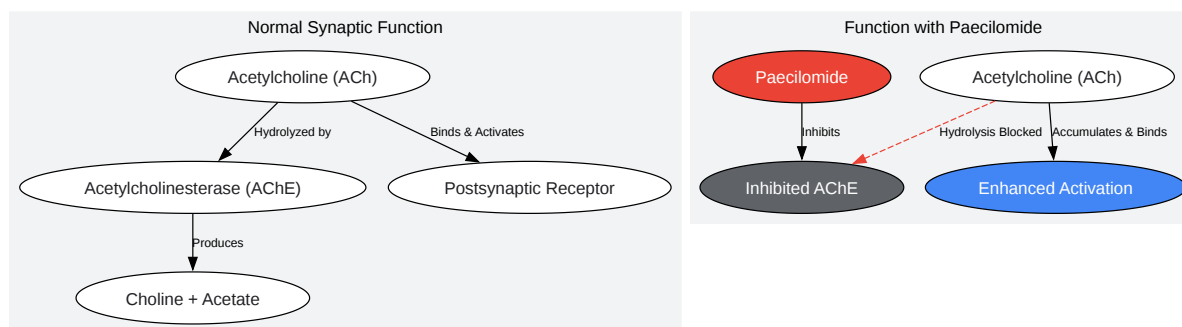 Normal Synaptic Function
Acetylcholine (ACh)
Hydrolyzed by
Binds & Activates
Acetylcholinesterase (AChE)
Postsynaptic Receptor
Produces
Choline + Acetate
Function with Paecilomide
Paecilomide
Acetylcholine (ACh)
Inhibits
Hydrolysis Blocked
Accumulates & Binds
Inhibited AChE
Enhanced Activation